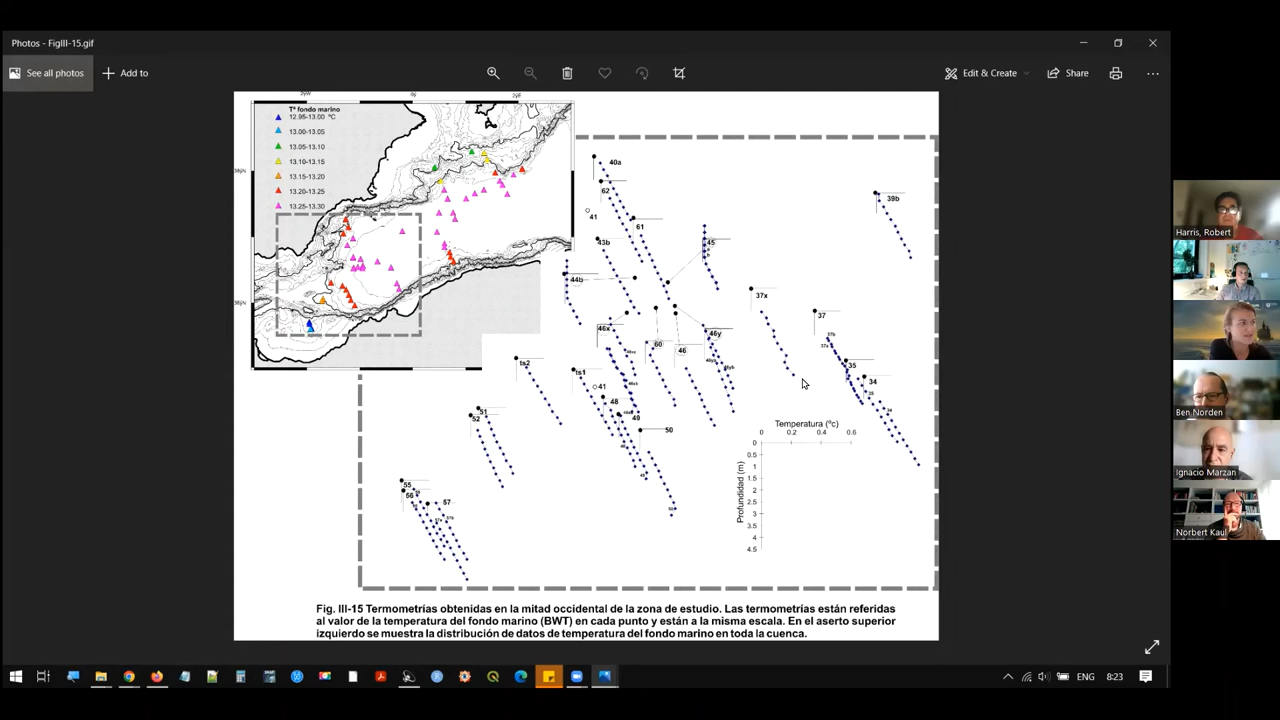 Photos - FigIII-15.gif
See all photos
Add to
Edit & Create
Share
2ºW
0º
2ºE
Tª fondo marino
12.95-13.00 ºC
13.00-13.05
13.05-13.10
13.10-13.15
13.15-13.20
13.20-13.25
13.25-13.30
38ºN
36ºN
40a
62
41
61
43b
45
39b
44b
37x
37
46x
46y
60
46
35
34
ts2
ts1
41
48
49
50
51
52
55
56
57
Temperatura (ºc)
0 0.2 0.4 0.6
Profundidad (m)
0
0.5
1
1.5
2
2.5
3
3.5
4
4.5
Fig. III-15 Termometrías obtenidas en la mitad occidental de la zona de estudio. Las termometrías están referidas
al valor de la temperatura del fondo marino (BWT) en cada punto y están a la misma escala. En el aserto superior
izquierdo se muestra la distribución de datos de temperatura del fondo marino en toda la cuenca.
Harris, Robert
Ben Norden
Ignacio Marzan
Norbert Kaul
ENG
8:23